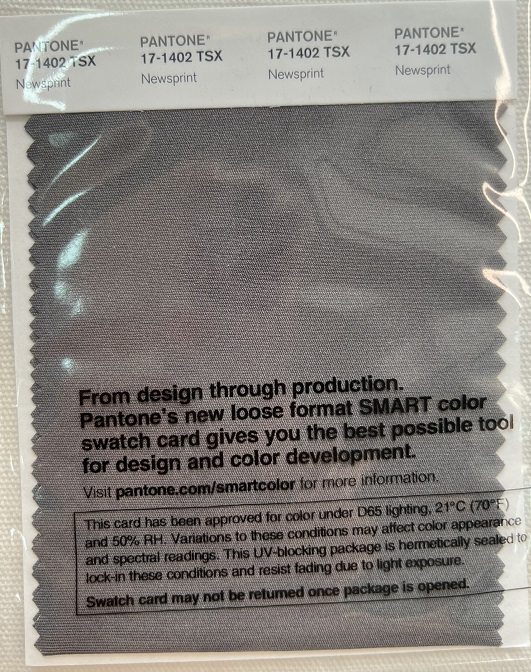 PANTONE® PANTONE® PANTONE® PANTONE®
17-1402 TSX 17-1402 TSX 17-1402 TSX 17-1402 TSX
Newsprint Newsprint Newsprint Newsprint
From design through production.
Pantone's new loose format SMART color
swatch card gives you the best possible tool
for design and color development.
Visit pantone.com/smartcolor for more information.
This card has been approved for color under D65 lighting, 21°C (70°F)
and 50% RH. Variations to these conditions may affect color appearance
and spectral readings. This UV-blocking package is hermetically sealed to
lock-in these conditions and resist fading due to light exposure.
Swatch card may not be returned once package is opened.